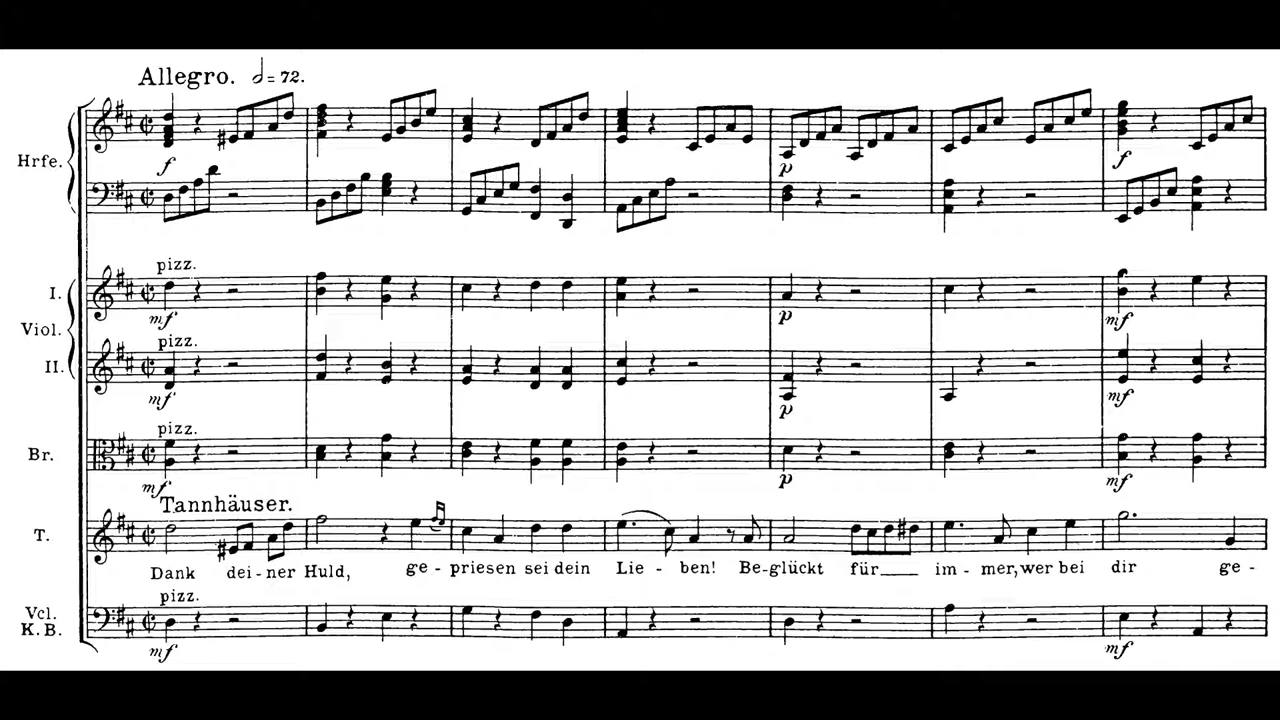 Allegro. = 72.
Hrfe.
f
p
f
pizz.
I.
mf
p
mf
Viol.
pizz.
II.
mf
p
mf
pizz.
Br.
mf
p
mf
Tannhäuser.
T.
Dank dei-ner Huld, ge-priesen sei dein Lie-ben! Be-glückt für im-mer, wer bei dir ge-
pizz.
Vcl.
K.B.
mf
mf